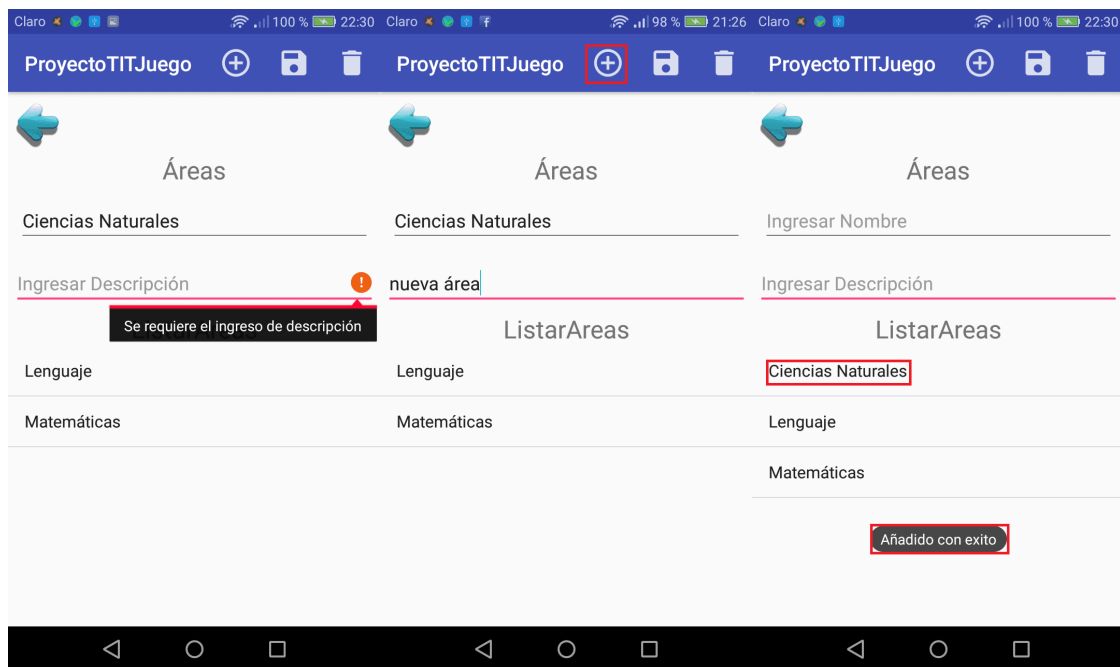 Claro 100 % 22:30
ProyectoTITJuego
Áreas
Ciencias Naturales
Ingresar Descripción
Se requiere el ingreso de descripción
Lenguaje
Matemáticas
Claro 98 % 21:26
ProyectoTITJuego
Áreas
Ciencias Naturales
nueva área
ListarAreas
Lenguaje
Matemáticas
Claro 100 % 22:30
ProyectoTITJuego
Áreas
Ingresar Nombre
Ingresar Descripción
ListarAreas
Ciencias Naturales
Lenguaje
Matemáticas
Añadido con exito